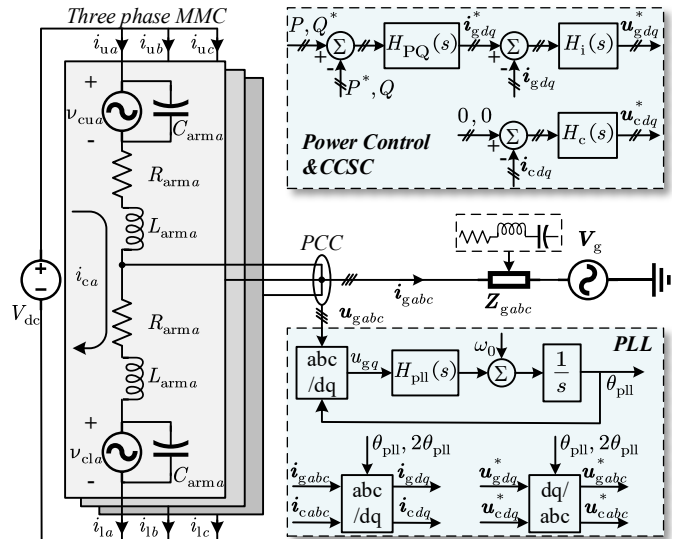 Three phase MMC
i_ua i_ub i_uc
+
ν_cua
-
C_arma
R_arma
L_arma
i_ca
V_dc
R_arma
L_arma
+
ν_cla
-
C_arma
i_la i_lb i_lc
P, Q*
+
Σ
-
P*, Q
H_PQ(s)
i*_gdq
+
Σ
-
i_gdq
H_i(s)
u*_gdq
0, 0
+
Σ
-
i_cdq
H_c(s)
u*_cdq
Power Control
&CCSC
PCC
i_gabc
Z_gabc
V_g
u_gabc
PLL
abc
/dq
u_gq
H_pll(s)
ω_0
Σ
1
s
θ_pll
θ_pll, 2θ_pll
i_gabc
i_cabc
abc
/dq
i_gdq
i_cdq
θ_pll, 2θ_pll
u*_gdq
u*_cdq
dq/
abc
u*_gabc
u*_cabc